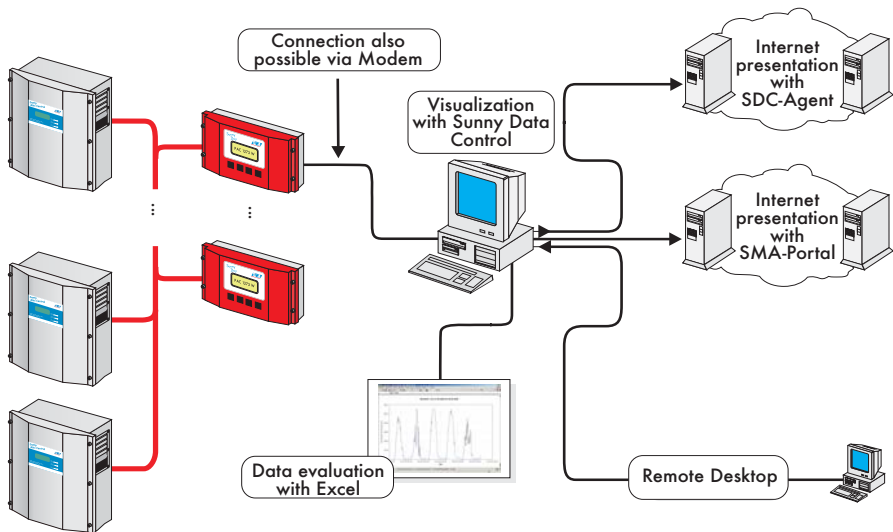 Connection also
possible via Modem
Visualization
with Sunny Data
Control
Internet
presentation
with
SDC-Agent
Internet
presentation
with
SMA-Portal
Data evaluation
with Excel
Remote Desktop